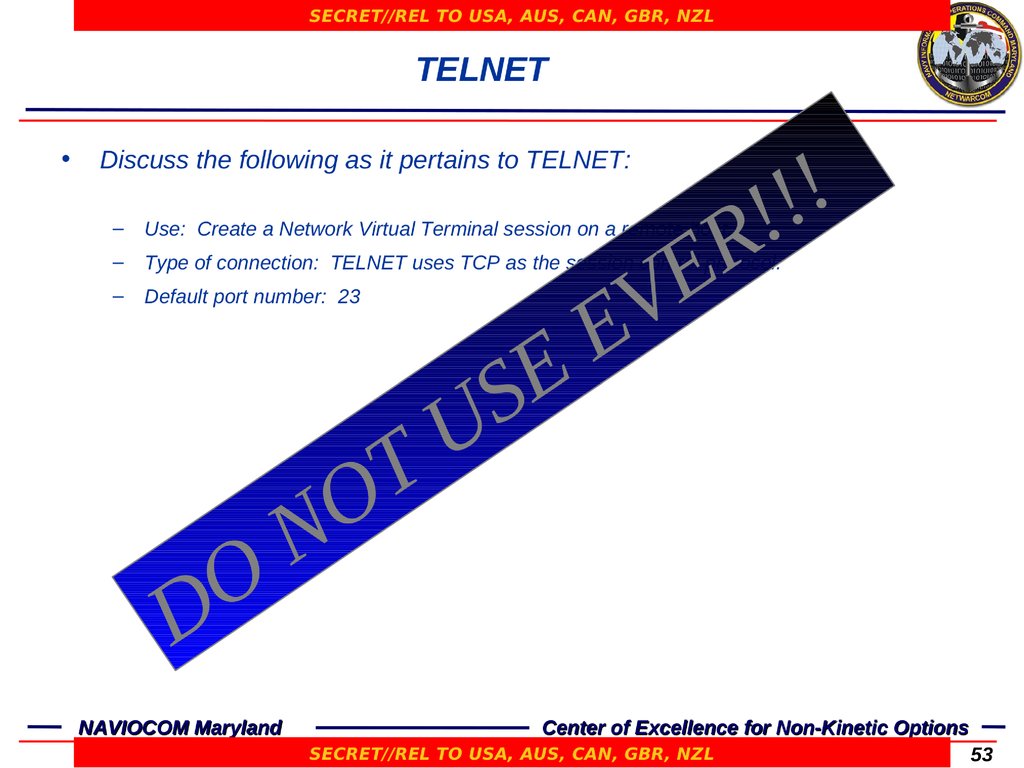 SECRET//REL TO USA, AUS, CAN, GBR, NZL
TELNET
NETWARCOM
• Discuss the following as it pertains to TELNET:
– Use: Create a Network Virtual Terminal session on a
– Type of connection: TELNET uses TCP as the
– Default port number: 23
DO NOT USE EVER!!!
NAVIOCOM Maryland
Center of Excellence for Non-Kinetic Options
SECRET//REL TO USA, AUS, CAN, GBR, NZL
53